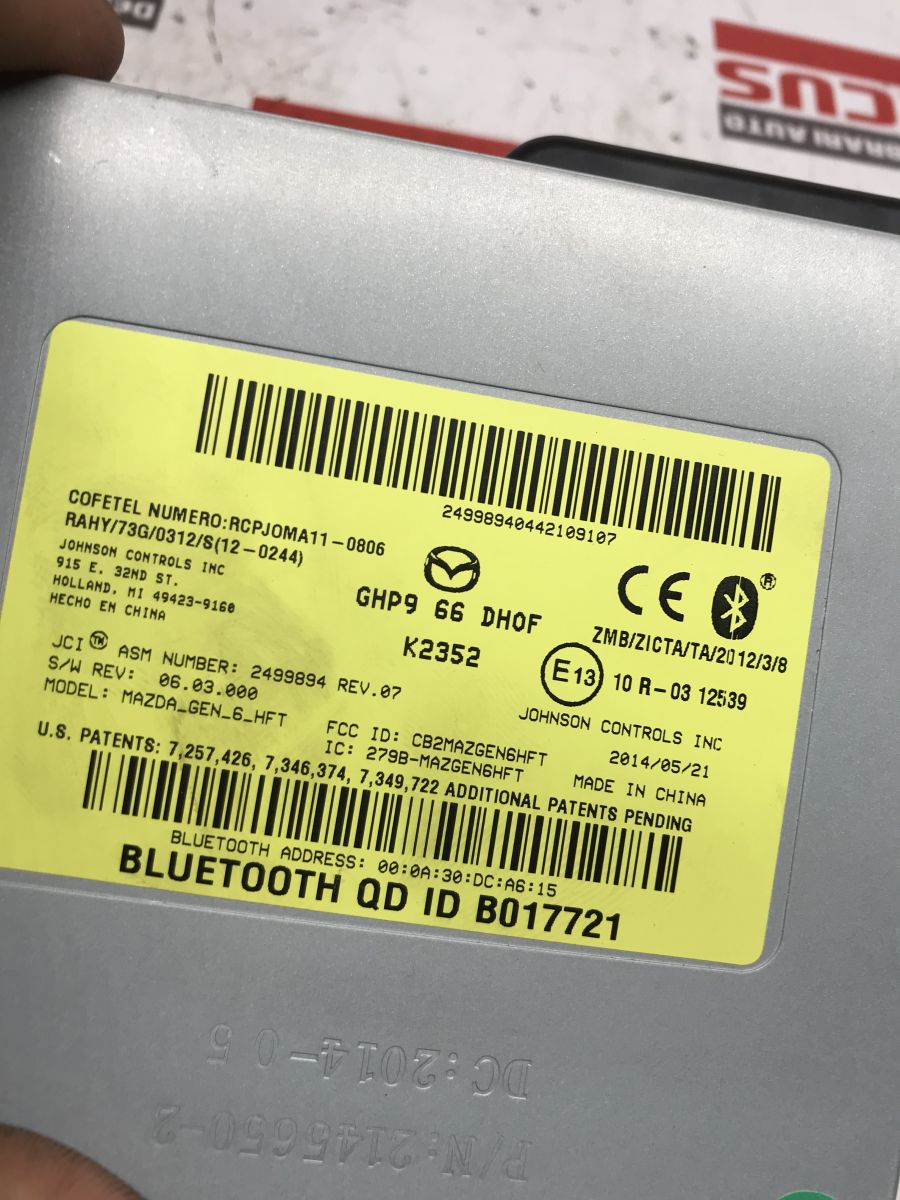 24998940442109107
COFETEL NUMERO:RCPJOMA11-0806
RAHY/73G/0312/S(12-0244)
JOHNSON CONTROLS INC
915 E. 32ND ST.
HOLLAND, MI 49423-9160
HECHO EN CHINA
GHP9 66 DH0F
K2352
CE
ZMB/ZICTA/TA/2012/3/8
E13 10 R-03 12539
JCI TM ASM NUMBER: 2499894 REV.07
S/W REV: 06.03.000
MODEL: MAZDA_GEN_6_HFT
JOHNSON CONTROLS INC
2014/05/21
MADE IN CHINA
FCC ID: CB2MAZGEN6HFT
IC: 279B-MAZGEN6HFT
U.S. PATENTS: 7,257,426, 7,346,374, 7,349,722 ADDITIONAL PATENTS PENDING
BLUETOOTH ADDRESS: 00:0A:30:DC:A6:15
BLUETOOTH QD ID B017721
DC:2014-05
P/N:2145650-2